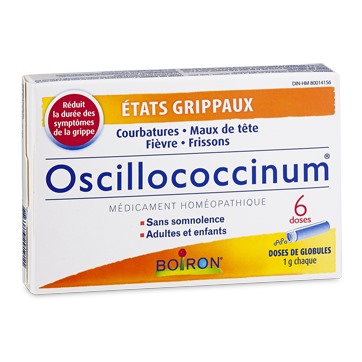 DIN-HM 80014156
Réduit
la durée des
symptômes
de la grippe
ÉTATS GRIPPAUX
Courbatures • Maux de tête
Fièvre • Frissons
Oscillococcinum®
MÉDICAMENT HOMÉOPATHIQUE
• Sans somnolence
• Adultes et enfants
6
doses
DOSES DE GLOBULES
1 g chaque
BOIRON®